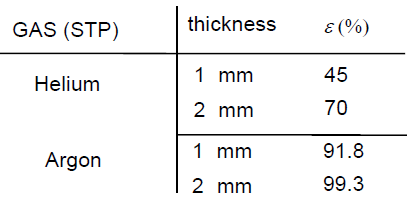 GAS (STP) thickness ε (%)
Helium
1 mm 45
2 mm 70
Argon
1 mm 91.8
2 mm 99.3